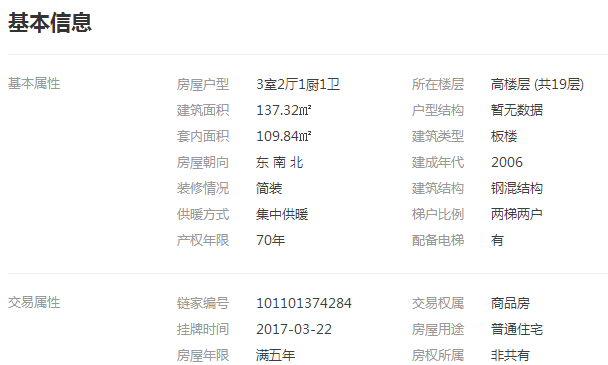 基本信息
基本属性 房屋户型 3室2厅1厨1卫 所在楼层 高楼层 (共19层)
建筑面积 137.32㎡ 户型结构 暂无数据
套内面积 109.84㎡ 建筑类型 板楼
房屋朝向 东 南 北 建成年代 2006
装修情况 简装 建筑结构 钢混结构
供暖方式 集中供暖 梯户比例 两梯两户
产权年限 70年 配备电梯 有
交易属性 链家编号 101101374284 交易权属 商品房
挂牌时间 2017-03-22 房屋用途 普通住宅
房屋年限 满五年 房权所属 非共有